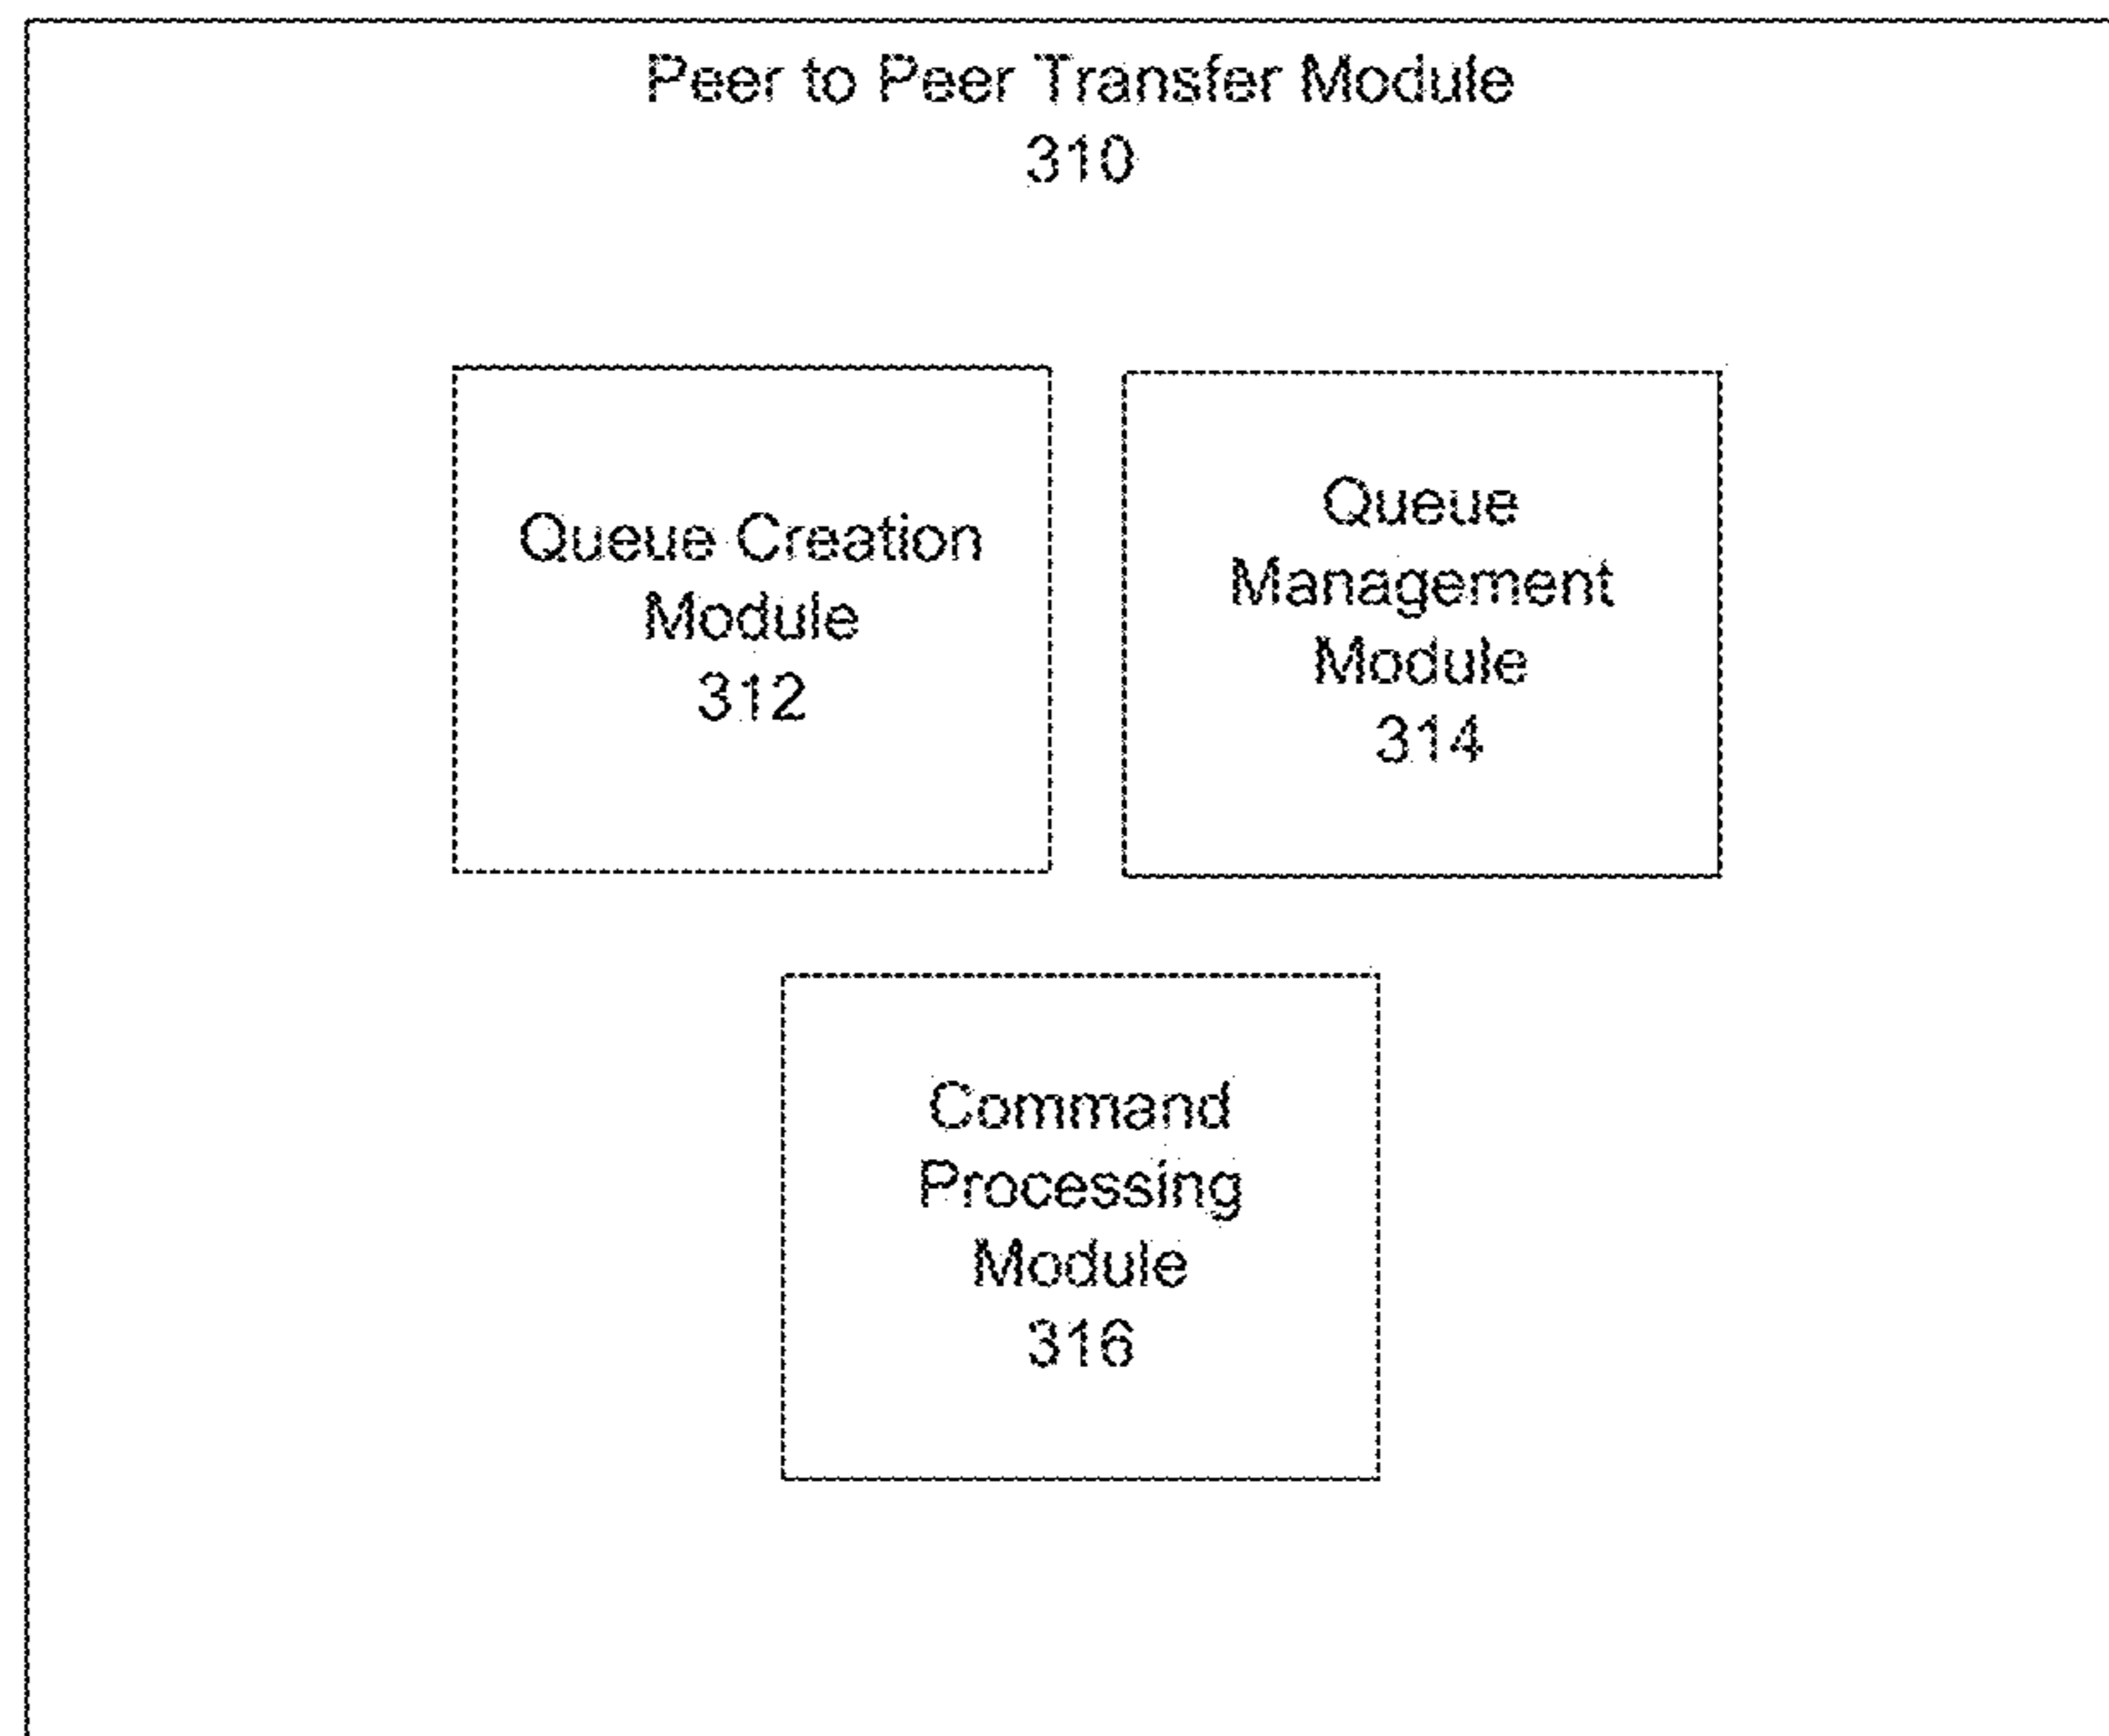 Peer to Peer Transfer Module
310
Queue Creation
Module
312
Queue
Management
Module
314
Command
Processing
Module
316